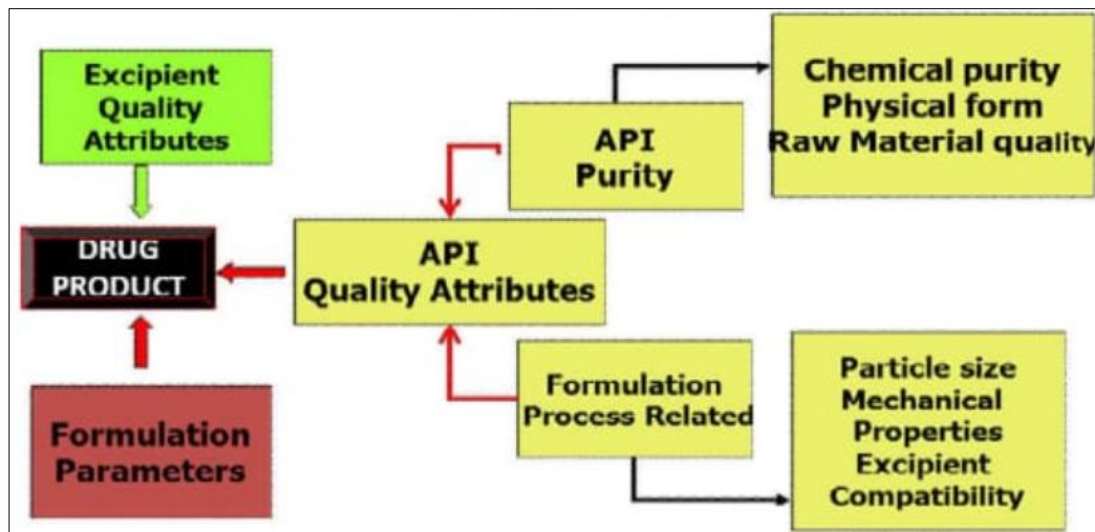 Excipient
Quality
Attributes
DRUG
PRODUCT
Formulation
Parameters
API
Quality Attributes
API
Purity
Chemical purity
Physical form
Raw Material quality
Formulation
Process Related
Particle size
Mechanical
Properties
Excipient
Compatibility